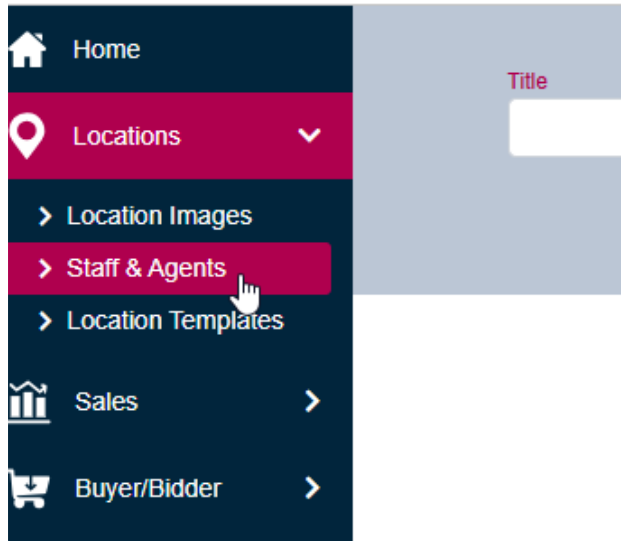 Home
Title
Locations
Location Images
Staff & Agents
Location Templates
Sales
Buyer/Bidder